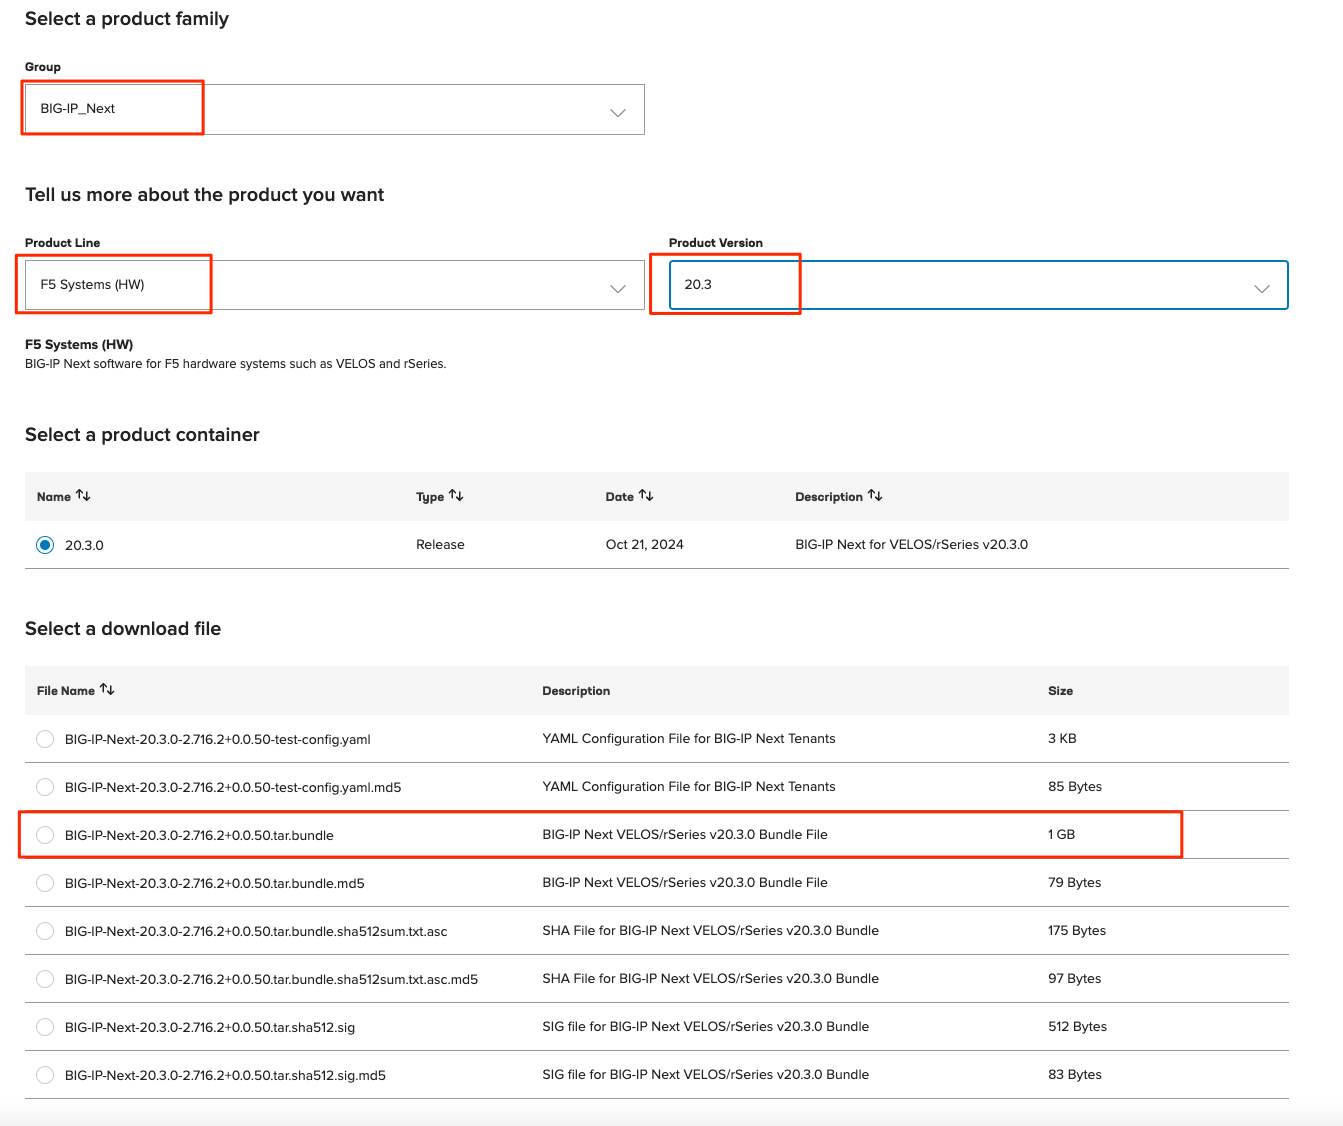 Select a product family
Group
BIG-IP_Next
Tell us more about the product you want
Product Line Product Version
F5 Systems (HW) 20.3
F5 Systems (HW)
BIG-IP Next software for F5 hardware systems such as VELOS and rSeries.
Select a product container
Name Type Date Description
20.3.0 Release Oct 21, 2024 BIG-IP Next for VELOS/rSeries v20.3.0
Select a download file
File Name Description Size
BIG-IP-Next-20.3.0-2.716.2+0.0.50-test-config.yaml YAML Configuration File for BIG-IP Next Tenants 3 KB
BIG-IP-Next-20.3.0-2.716.2+0.0.50-test-config.yaml.md5 YAML Configuration File for BIG-IP Next Tenants 85 Bytes
BIG-IP-Next-20.3.0-2.716.2+0.0.50.tar.bundle BIG-IP Next VELOS/rSeries v20.3.0 Bundle File 1 GB
BIG-IP-Next-20.3.0-2.716.2+0.0.50.tar.bundle.md5 BIG-IP Next VELOS/rSeries v20.3.0 Bundle File 79 Bytes
BIG-IP-Next-20.3.0-2.716.2+0.0.50.tar.bundle.sha512sum.txt.asc SHA File for BIG-IP Next VELOS/rSeries v20.3.0 Bundle 175 Bytes
BIG-IP-Next-20.3.0-2.716.2+0.0.50.tar.bundle.sha512sum.txt.asc.md5 SHA File for BIG-IP Next VELOS/rSeries v20.3.0 Bundle 97 Bytes
BIG-IP-Next-20.3.0-2.716.2+0.0.50.tar.sha512.sig SIG file for BIG-IP Next VELOS/rSeries v20.3.0 Bundle 512 Bytes
BIG-IP-Next-20.3.0-2.716.2+0.0.50.tar.sha512.sig.md5 SIG file for BIG-IP Next VELOS/rSeries v20.3.0 Bundle 83 Bytes